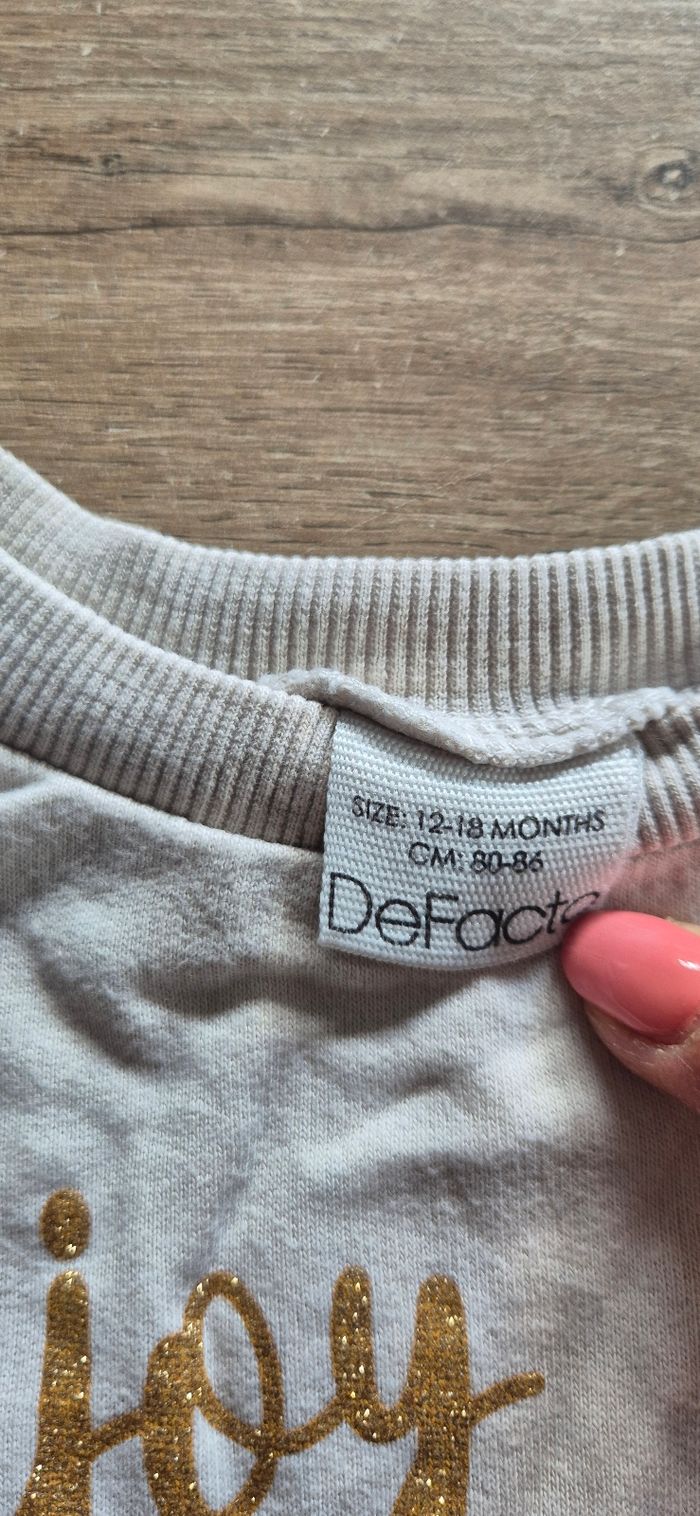 SIZE: 12-18 MONTHS
CM: 80-86
DeFacto
joy